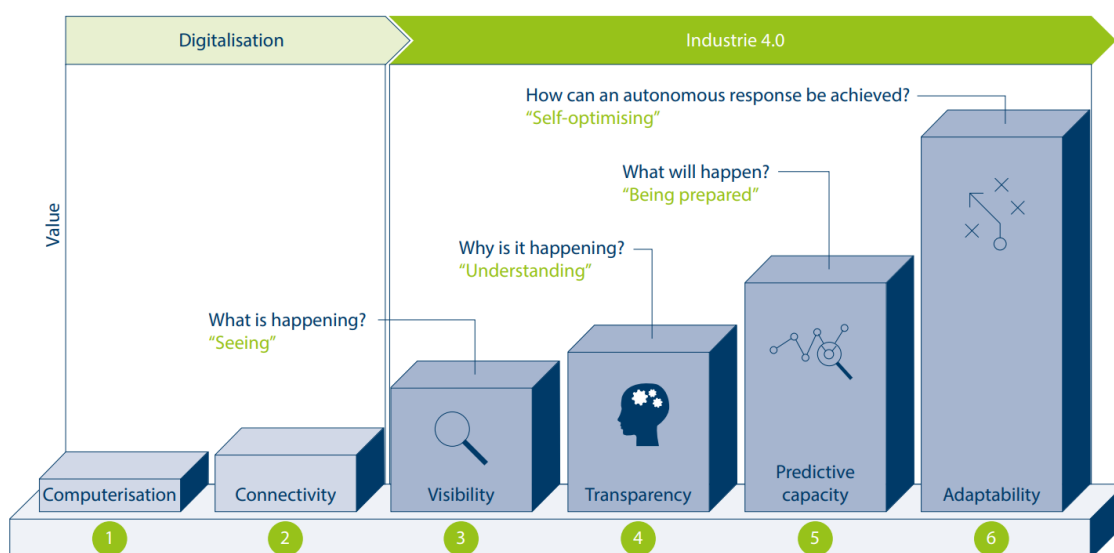 Digitalisation
Industrie 4.0
How can an autonomous response be achieved?
“Self-optimising”
What will happen?
“Being prepared”
Why is it happening?
“Understanding”
What is happening?
“Seeing”
Value
Computerisation
Connectivity
Visibility
Transparency
Predictive
capacity
Adaptability
1
2
3
4
5
6